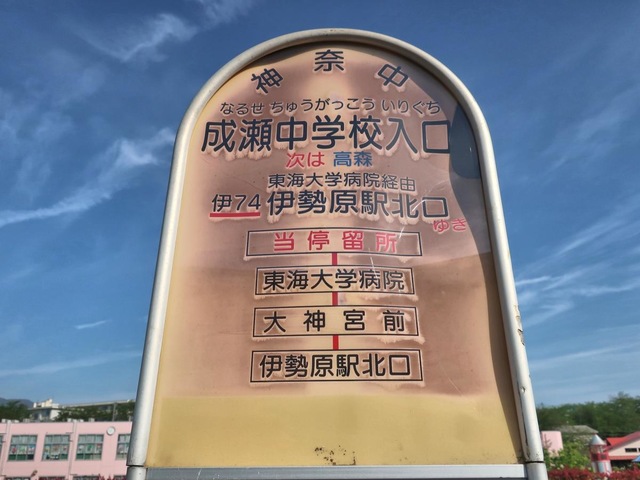 神奈中
なるせ ちゅうがっこう いりぐち
成瀬中学校入口
次は 高森
東海大学病院経由
伊74 伊勢原駅北口 ゆき
当停留所
東海大学病院
大神宮前
伊勢原駅北口